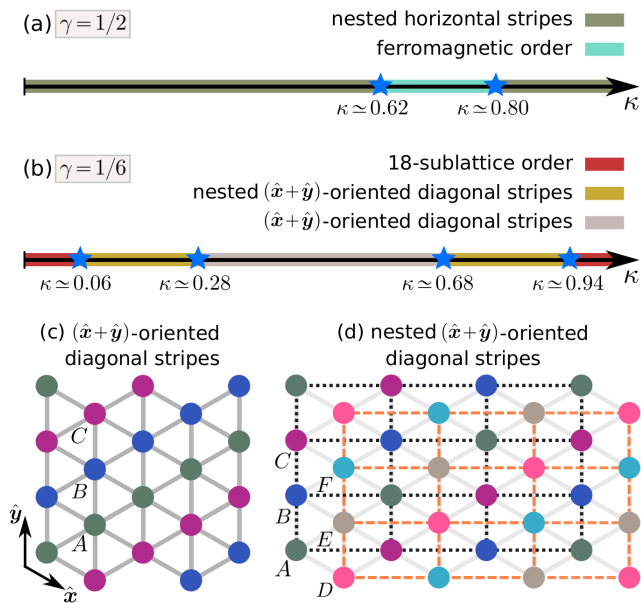 (a) γ = 1/2
nested horizontal stripes
ferromagnetic order
κ ≃ 0.62
κ ≃ 0.80
κ
(b) γ = 1/6
18-sublattice order
nested (x̂+ŷ)-oriented diagonal stripes
(x̂+ŷ)-oriented diagonal stripes
κ ≃ 0.06
κ ≃ 0.28
κ ≃ 0.68
κ ≃ 0.94
κ
(c) (x̂+ŷ)-oriented
diagonal stripes
C
B
A
ŷ
x̂
(d) nested (x̂+ŷ)-oriented
diagonal stripes
C
F
B
E
A
D